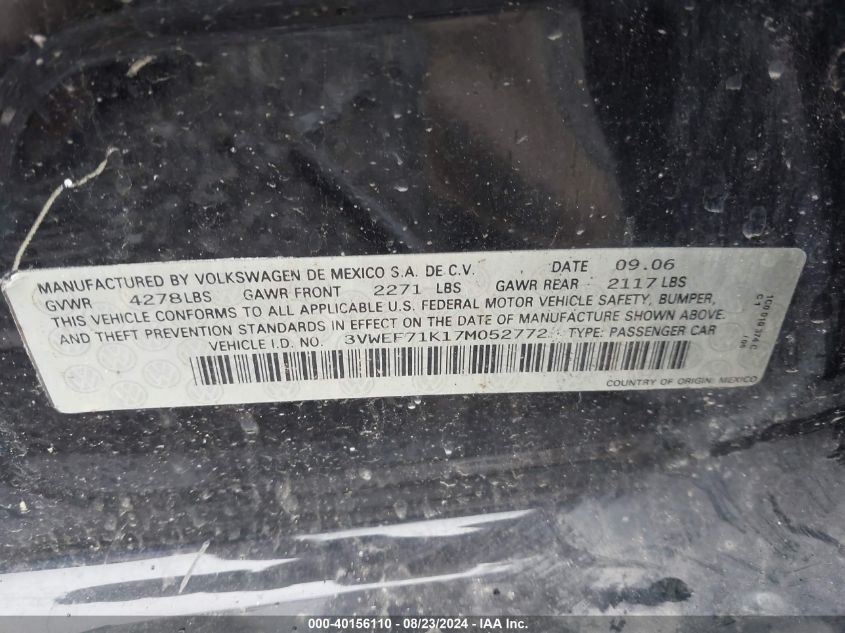 MANUFACTURED BY VOLKSWAGEN DE MEXICO S.A. DE C.V. DATE 09.06
GVWR 4278LBS GAWR FRONT 2271 LBS GAWR REAR 2117 LBS
THIS VEHICLE CONFORMS TO ALL APPLICABLE U.S. FEDERAL MOTOR VEHICLE SAFETY, BUMPER,
AND THEFT PREVENTION STANDARDS IN EFFECT ON THE DATE OF MANUFACTURE SHOWN ABOVE.
VEHICLE I.D. NO. 3VWEF71K17M052772 TYPE: PASSENGER CAR
COUNTRY OF ORIGIN: MEXICO
1C0 010 174 C
000-40156110 - 08/23/2024 - IAA Inc.